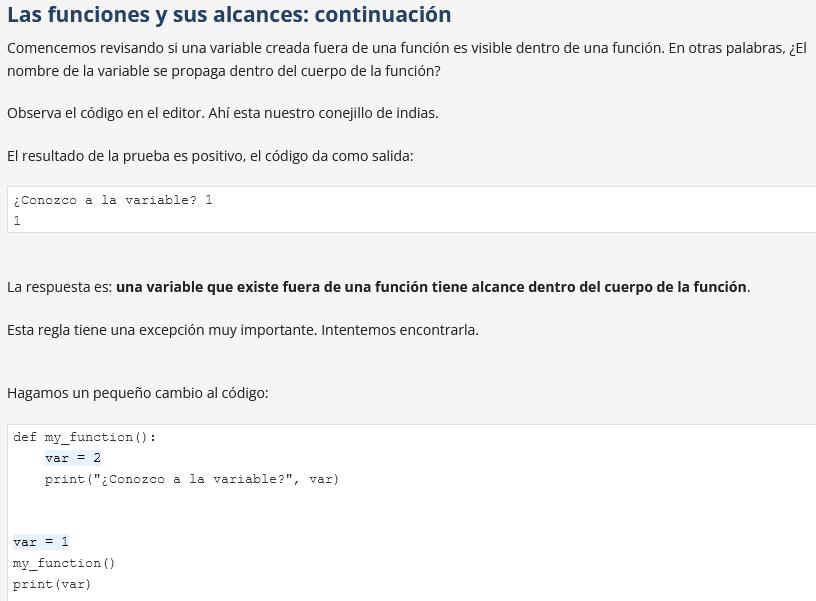 Las funciones y sus alcances: continuación
Comencemos revisando si una variable creada fuera de una función es visible dentro de una función. En otras palabras, ¿El
nombre de la variable se propaga dentro del cuerpo de la función?
Observa el código en el editor. Ahí esta nuestro conejillo de indias.
El resultado de la prueba es positivo, el código da como salida:
¿Conozco a la variable? 1
1
La respuesta es: una variable que existe fuera de una función tiene alcance dentro del cuerpo de la función.
Esta regla tiene una excepción muy importante. Intentemos encontrarla.
Hagamos un pequeño cambio al código:
def my_function():
    var = 2
    print("¿Conozco a la variable?", var)
var = 1
my_function()
print(var)